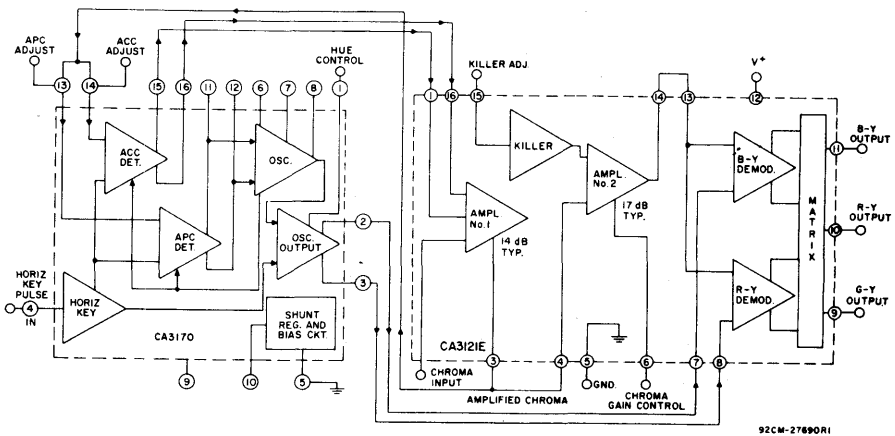 APC
ADJUST
ACC
ADJUST
HUE
CONTROL
KILLER ADJ.
V+
13
14
15
16
11
12
6
7
8
1
1
16
15
14
13
12
ACC
DET.
OSC.
KILLER
AMPL.
No.2
17 dB
TYP.
B-Y
DEMOD.
B-Y
OUTPUT
11
APC
DET.
OSC.
OUTPUT
2
3
AMPL.
No.1
14 dB
TYP.
MATRIX
R-Y
OUTPUT
10
HORIZ
KEY PULSE
4
IN
HORIZ
KEY
R-Y
DEMOD.
G-Y
OUTPUT
9
SHUNT
REG. AND
BIAS CKT.
CA3170
CA3121E
9
10
5
CHROMA
INPUT
3
4
5
GND.
6
7
8
AMPLIFIED CHROMA
CHROMA
GAIN CONTROL
92CM-27690R1